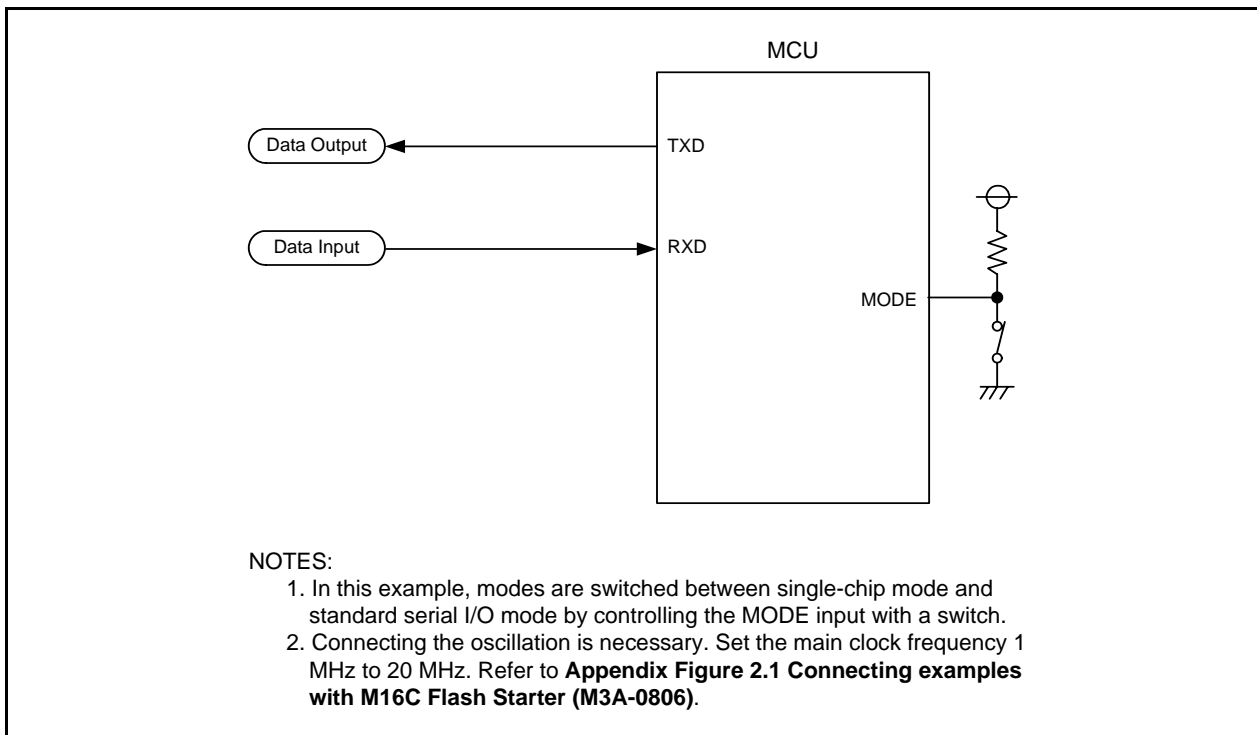 MCU
Data Output
TXD
Data Input
RXD
MODE
NOTES:
1. In this example, modes are switched between single-chip mode and
standard serial I/O mode by controlling the MODE input with a switch.
2. Connecting the oscillation is necessary. Set the main clock frequency 1
MHz to 20 MHz. Refer to Appendix Figure 2.1 Connecting examples
with M16C Flash Starter (M3A-0806).